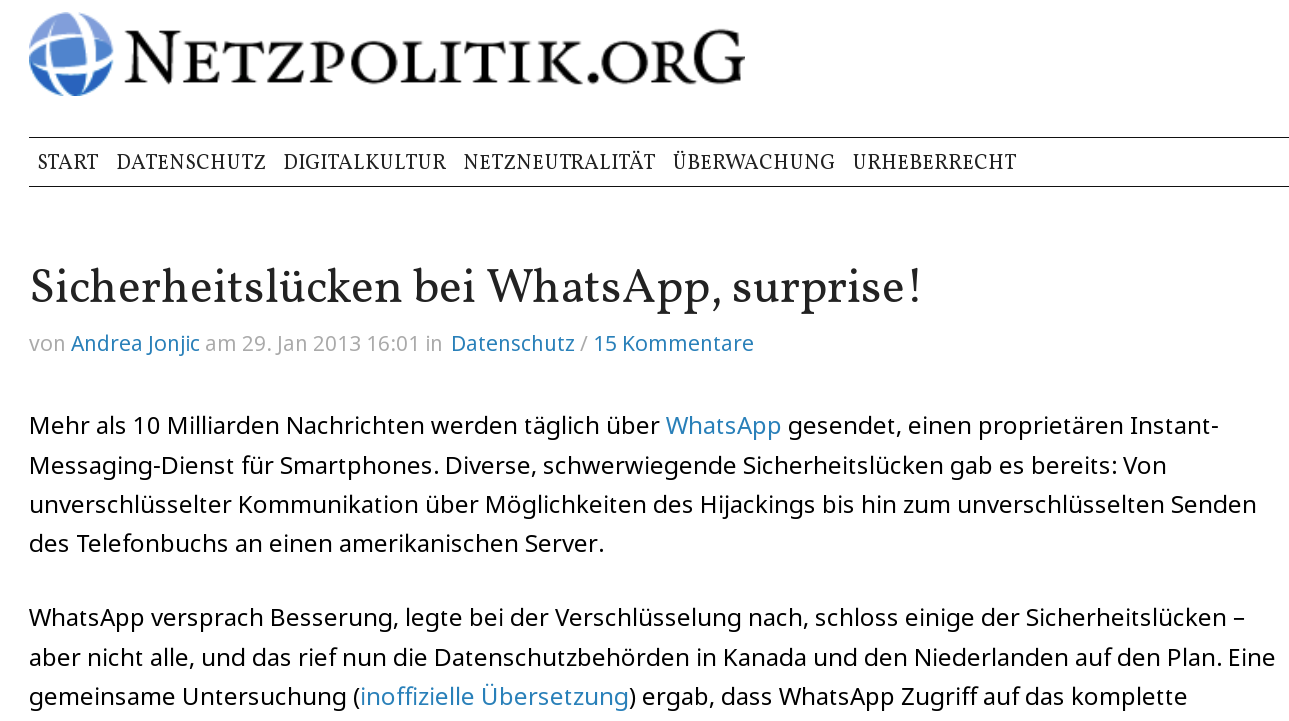 NETZPOLITIK.ORG
START DATENSCHUTZ DIGITALKULTUR NETZNEUTRALITÄT ÜBERWACHUNG URHEBERRECHT
Sicherheitslücken bei WhatsApp, surprise!
von Andrea Jonjic am 29. Jan 2013 16:01 in Datenschutz / 15 Kommentare
Mehr als 10 Milliarden Nachrichten werden täglich über WhatsApp gesendet, einen proprietären Instant-
Messaging-Dienst für Smartphones. Diverse, schwerwiegende Sicherheitslücken gab es bereits: Von
unverschlüsselter Kommunikation über Möglichkeiten des Hijackings bis hin zum unverschlüsselten Senden
des Telefonbuchs an einen amerikanischen Server.
WhatsApp versprach Besserung, legte bei der Verschlüsselung nach, schloss einige der Sicherheitslücken –
aber nicht alle, und das rief nun die Datenschutzbehörden in Kanada und den Niederlanden auf den Plan. Eine
gemeinsame Untersuchung (inoffizielle Übersetzung) ergab, dass WhatsApp Zugriff auf das komplette